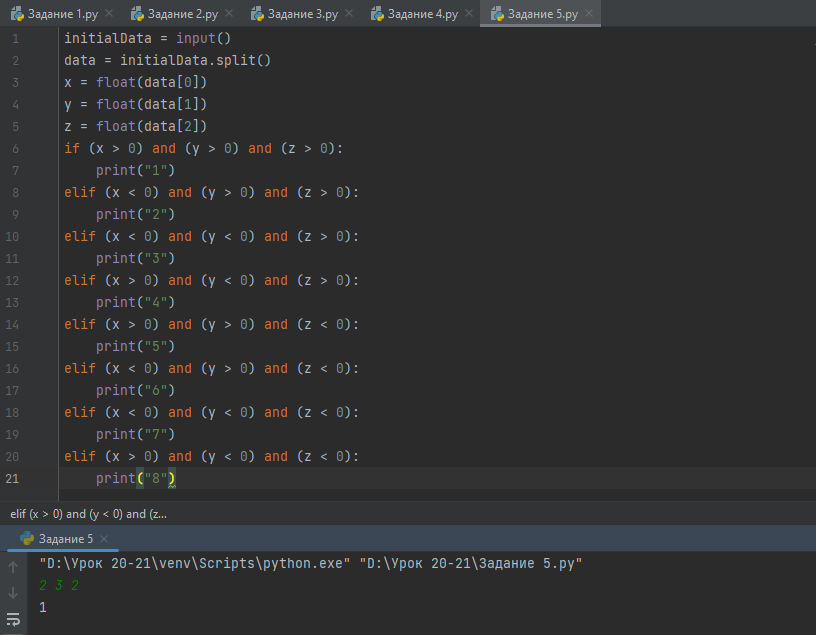 Задание 1.py Задание 2.py Задание 3.py Задание 4.py Задание 5.py
1 initialData = input()
2 data = initialData.split()
3 x = float(data[0])
4 y = float(data[1])
5 z = float(data[2])
6 if (x > 0) and (y > 0) and (z > 0):
7 print("1")
8 elif (x < 0) and (y > 0) and (z > 0):
9 print("2")
10 elif (x < 0) and (y < 0) and (z > 0):
11 print("3")
12 elif (x > 0) and (y < 0) and (z > 0):
13 print("4")
14 elif (x > 0) and (y > 0) and (z < 0):
15 print("5")
16 elif (x < 0) and (y > 0) and (z < 0):
17 print("6")
18 elif (x < 0) and (y < 0) and (z < 0):
19 print("7")
20 elif (x > 0) and (y < 0) and (z < 0):
21 print("8")
elif (x > 0) and (y < 0) and (z...
Задание 5
"D:\Урок 20-21\venv\Scripts\python.exe" "D:\Урок 20-21\Задание 5.py"
2 3 2
1